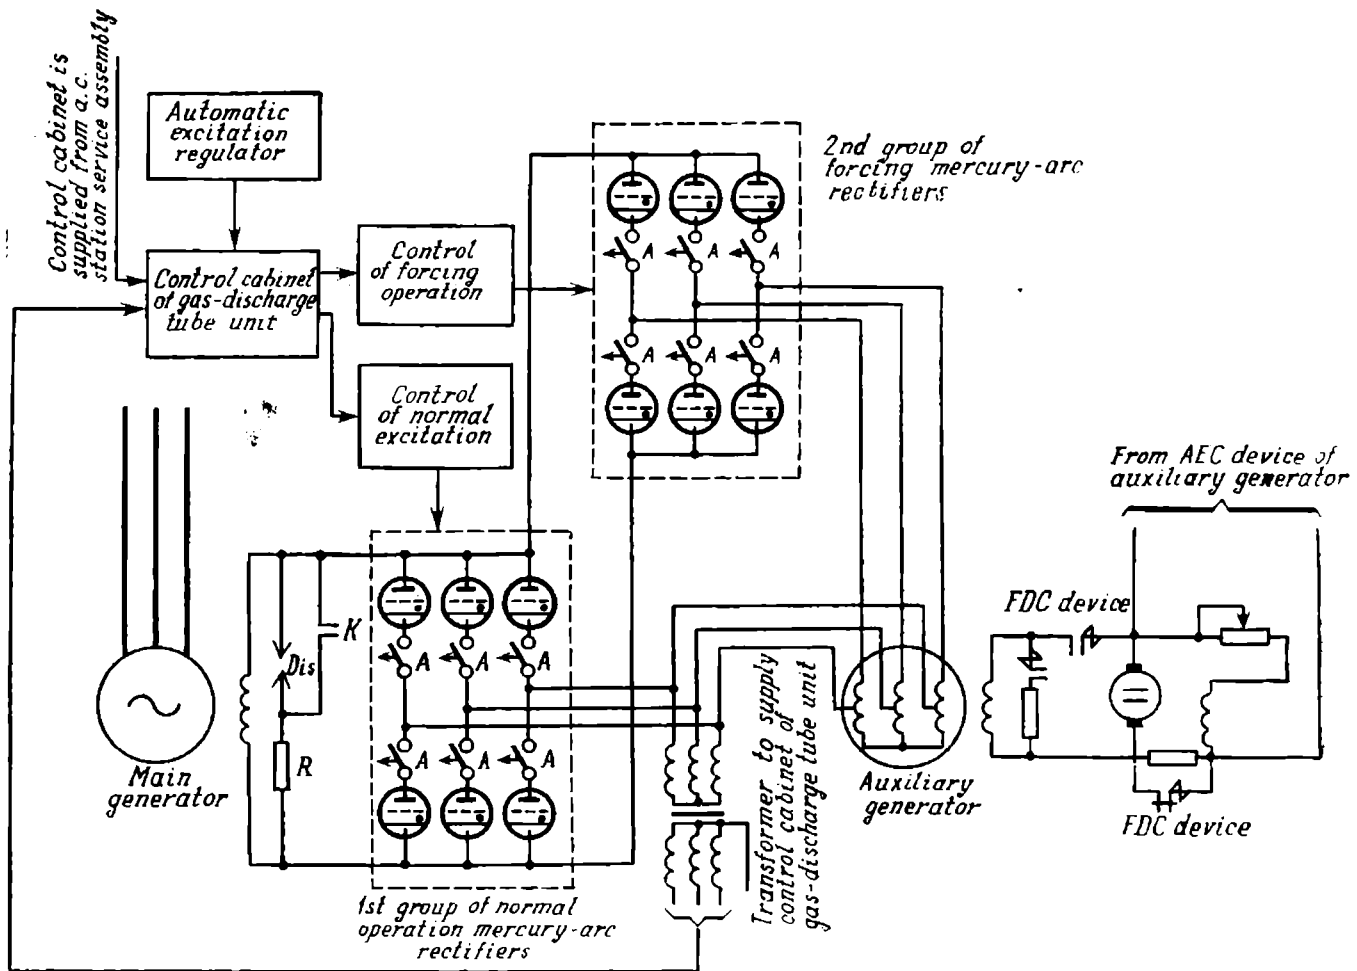 Control cabinet is
supplied from a.c.
station service assembly
Automatic
excitation
regulator
Control cabinet
of gas-discharge
tube unit
Control
of forcing
operation
Control
of normal
excitation
2nd group of
forcing mercury-arc
rectifiers
A
A
A
A
A
A
From AEC device of
auxiliary generator
FDC device
K
Dis
R
A
A
A
A
A
A
Main
generator
Transformer to supply
control cabinet of
gas-discharge tube unit
Auxiliary
generator
FDC device
1st group of normal
operation mercury-arc
rectifiers